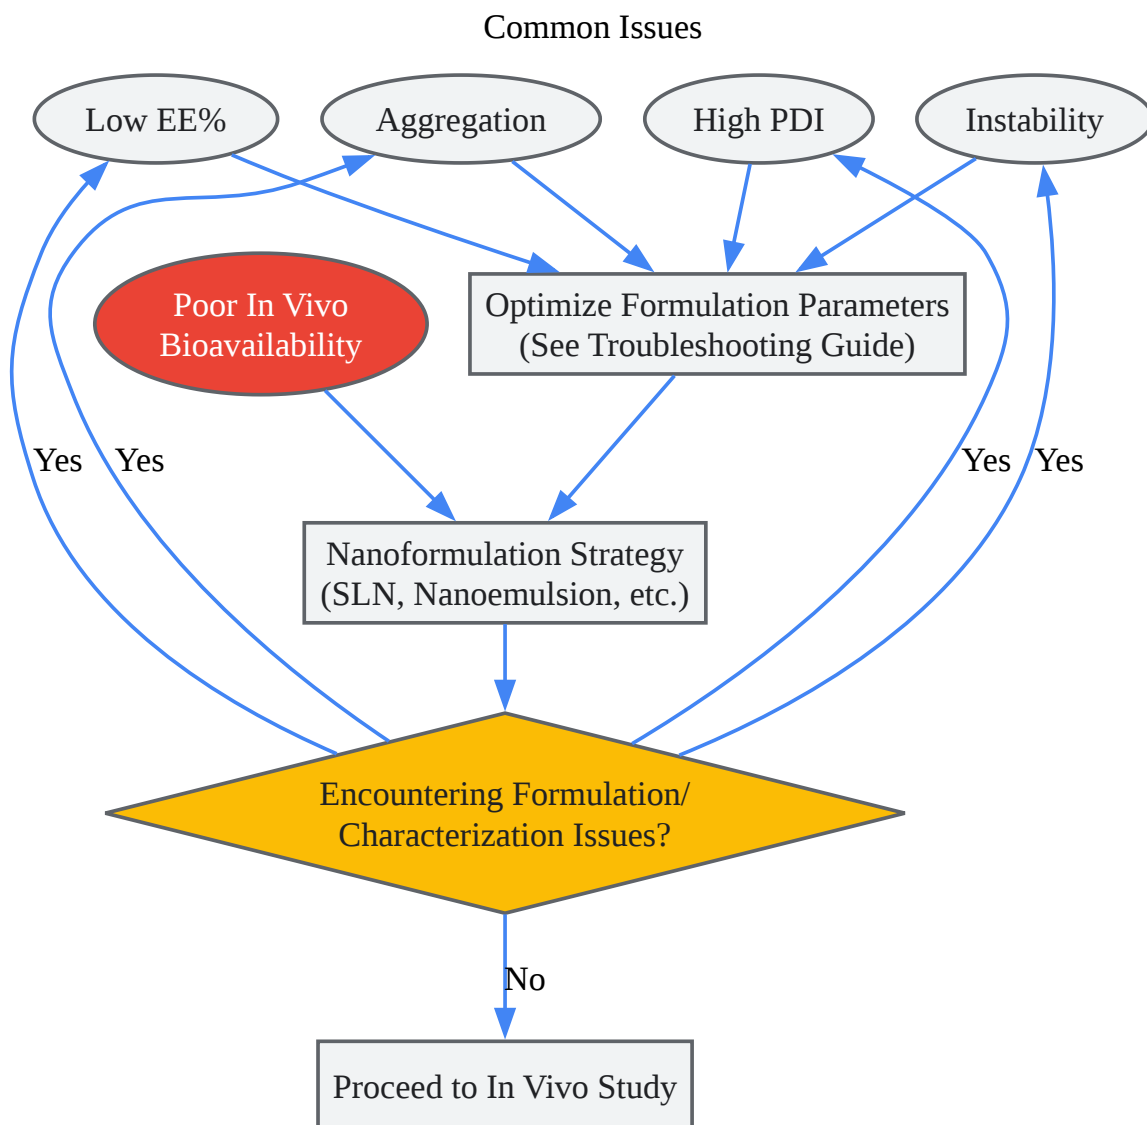 Common Issues
Low EE%
Aggregation
High PDI
Instability
Poor In Vivo
Bioavailability
Optimize Formulation Parameters
(See Troubleshooting Guide)
Yes
Yes
Yes
Yes
Nanoformulation Strategy
(SLN, Nanoemulsion, etc.)
Encountering Formulation/
Characterization Issues?
No
Proceed to In Vivo Study